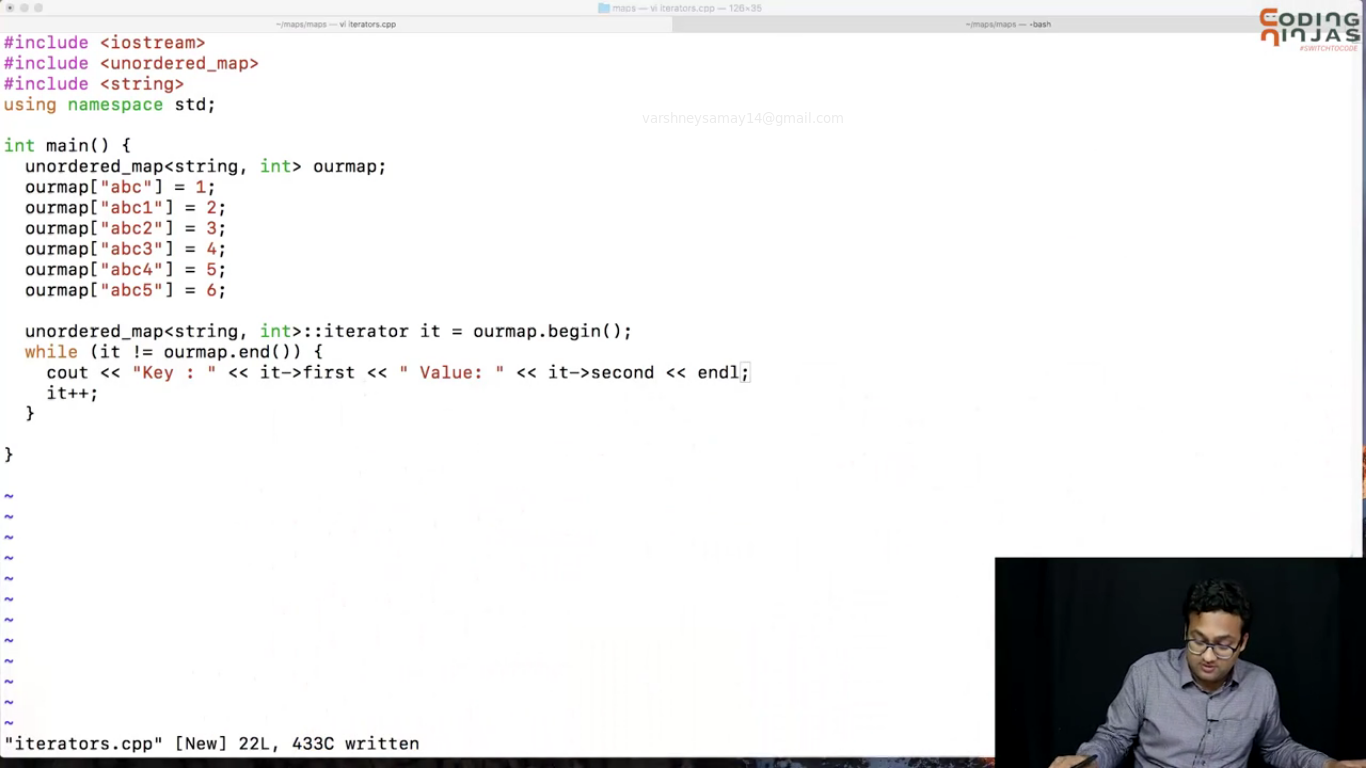 maps — vi iterators.cpp — 126×35
~/maps/maps — vi iterators.cpp
~/maps/maps — -bash
CODING
NINJAS
#SWITCHTOCODE
#include <iostream>
#include <unordered_map>
#include <string>
using namespace std;
varshneysamay14@gmail.com
int main() {
  unordered_map<string, int> ourmap;
  ourmap["abc"] = 1;
  ourmap["abc1"] = 2;
  ourmap["abc2"] = 3;
  ourmap["abc3"] = 4;
  ourmap["abc4"] = 5;
  ourmap["abc5"] = 6;
  unordered_map<string, int>::iterator it = ourmap.begin();
  while (it != ourmap.end()) {
    cout << "Key : " << it->first << " Value: " << it->second << endl;
    it++;
  }
}
~
~
~
~
~
~
~
~
~
~
~
~
"iterators.cpp" [New] 22L, 433C written